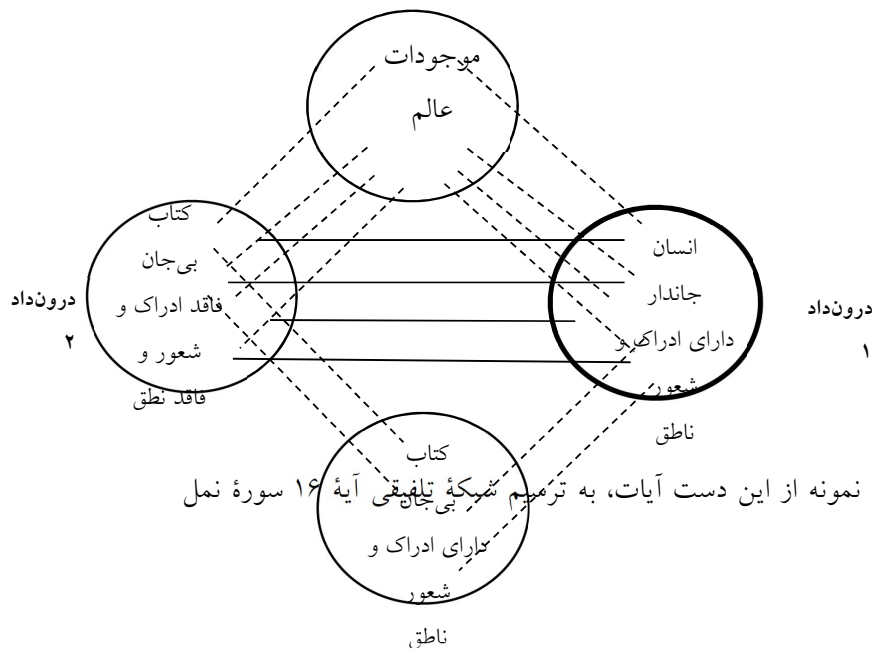 موجودات
عالم
درون‌داد
۱
انسان
جاندار
دارای ادراک و
شعور
ناطق
کتاب
بی‌جان
فاقد ادراک و
شعور و
فاقد نطق
درون‌داد
۲
کتاب
بی‌جان
دارای ادراک و
شعور
ناطق
نمونه از این دست آیات، به ترمیم شبکهٔ تلفیقی آیهٔ ۱۶ سورهٔ نمل